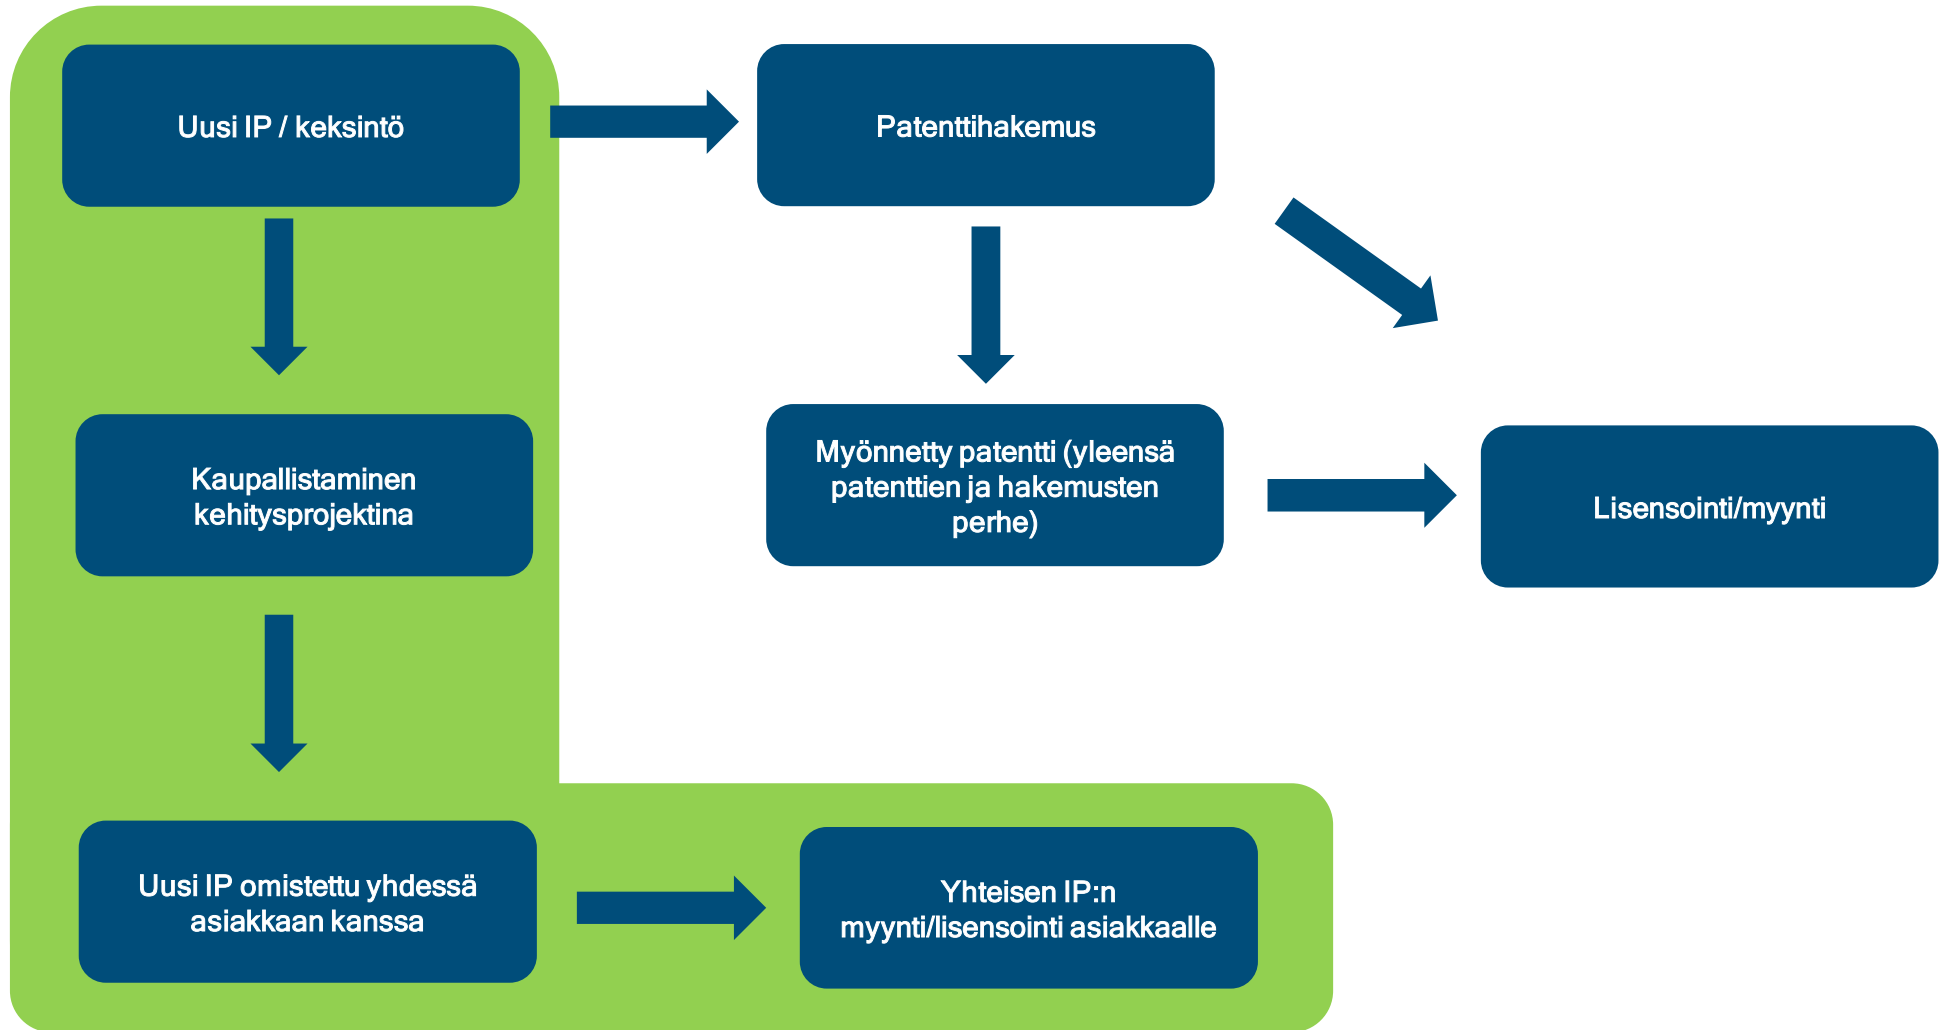 Uusi IP / keksintö
Patenttihakemus
Kaupallistaminen
kehitysprojektina
Myönnetty patentti (yleensä
patenttien ja hakemusten
perhe)
Lisensointi/myynti
Uusi IP omistettu yhdessä
asiakkaan kanssa
Yhteisen IP:n
myynti/lisensointi asiakkaalle